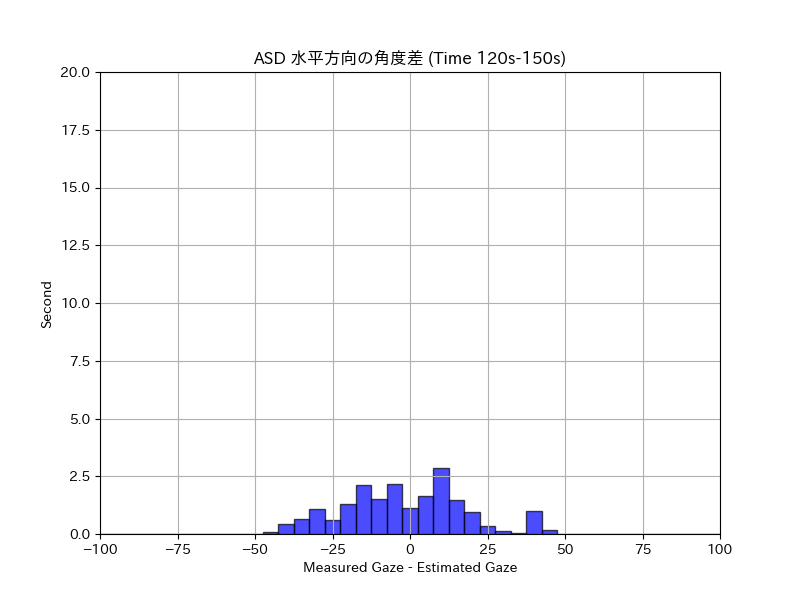 ASD 水平方向の角度差 (Time 120s-150s)
20.0
17.5
15.0
12.5
10.0
7.5
5.0
2.5
0.0
Second
−100 −75 −50 −25 0 25 50 75 100
Measured Gaze - Estimated Gaze